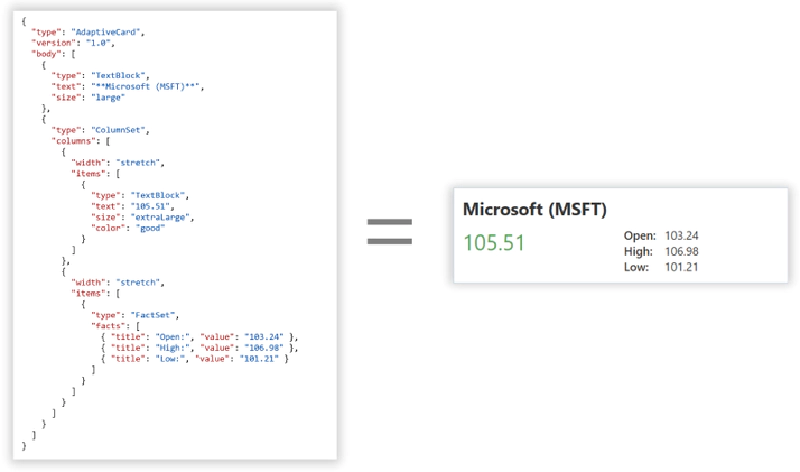 {
"type": "AdaptiveCard",
"version": "1.0",
"body": [
{
"type": "TextBlock",
"text": "**Microsoft (MSFT)**",
"size": "large"
},
{
"type": "ColumnSet",
"columns": [
{
"width": "stretch",
"items": [
{
"type": "TextBlock",
"text": "105.51",
"size": "extraLarge",
"color": "good"
}
]
},
{
"width": "stretch",
"items": [
{
"type": "FactSet",
"facts": [
{ "title": "Open:", "value": "103.24" },
{ "title": "High:", "value": "106.98" },
{ "title": "Low:", "value": "101.21" }
]
}
]
}
]
}
]
}
=
Microsoft (MSFT)
105.51
Open: 103.24
High: 106.98
Low: 101.21